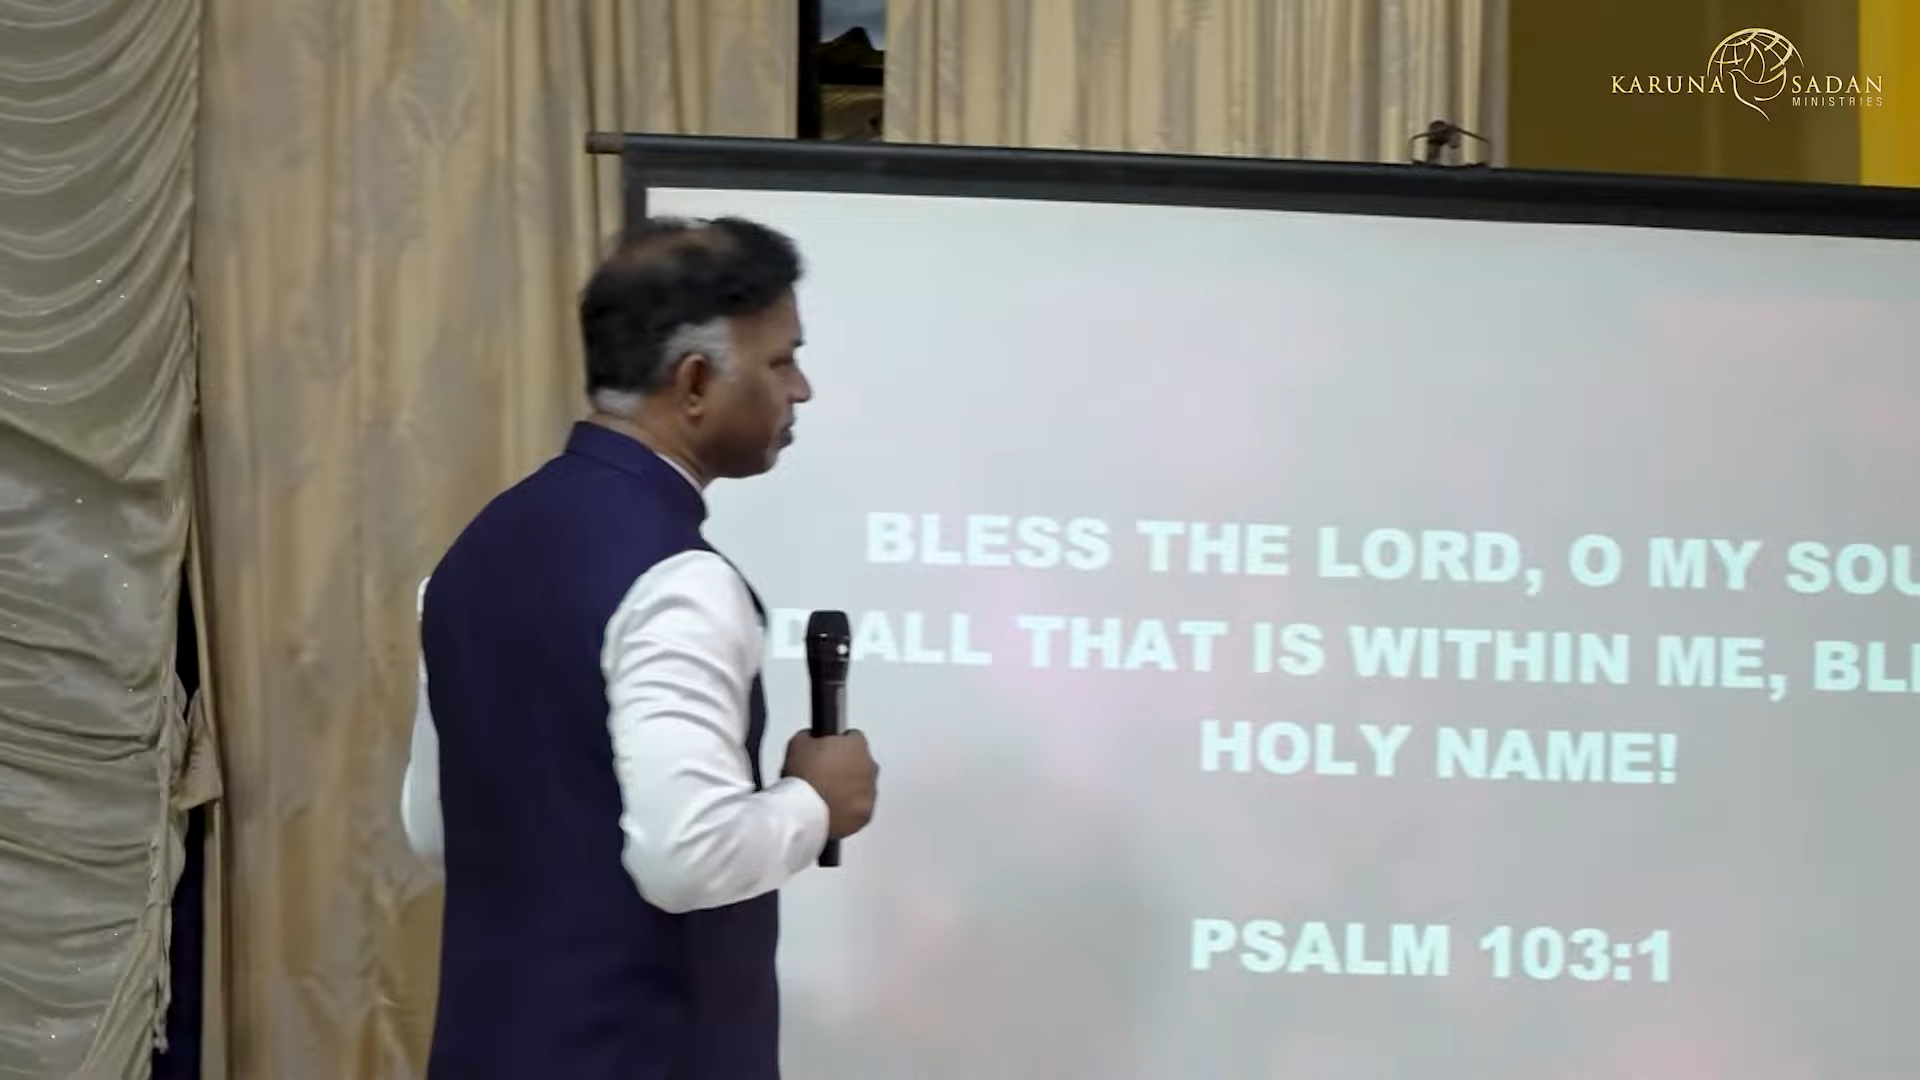 KARUNA SADAN
MINISTRIES
BLESS THE LORD, O MY SOU
D ALL THAT IS WITHIN ME, BL
HOLY NAME!
PSALM 103:1